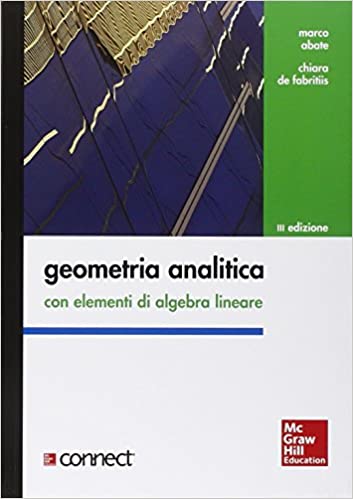 marco
abate
chiara
de fabritiis
III edizione
geometria analitica
con elementi di algebra lineare
connect
Mc
Graw
Hill
Education